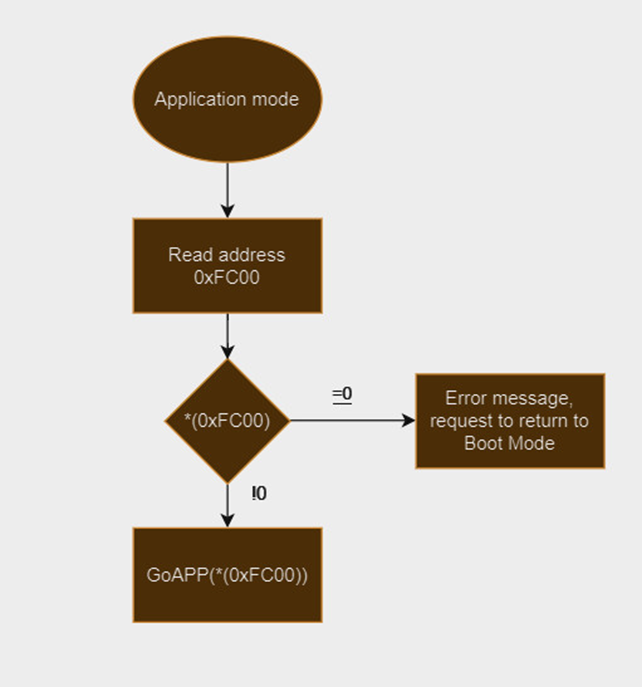 Application mode
Read address
0xFC00
*(0xFC00)
=0
Error message,
request to return to
Boot Mode
!0
GoAPP(*(0xFC00))